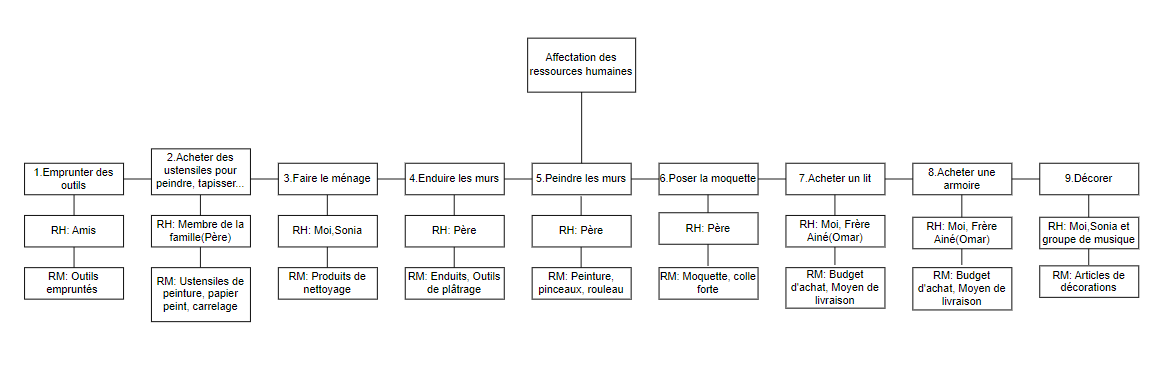 Affectation des
ressources humaines
1.Emprunter des
outils
2.Acheter des
ustensiles pour
peindre, tapisser...
3.Faire le ménage
4.Enduire les murs
5.Peindre les murs
6.Poser la moquette
7.Acheter un lit
8.Acheter une
armoire
9.Décorer
RH: Amis
RH: Membre de la
famille(Père)
RH: Moi,Sonia
RH: Père
RH: Père
RH: Père
RH: Moi, Frère
Ainé(Omar)
RH: Moi, Frère
Ainé(Omar)
RH: Moi,Sonia et
groupe de musique
RM: Outils
empruntés
RM: Ustensiles de
peinture, papier
peint, carrelage
RM: Produits de
nettoyage
RM: Enduits, Outils
de plâtrage
RM: Peinture,
pinceaux, rouleau
RM: Moquette, colle
forte
RM: Budget
d'achat, Moyen de
livraison
RM: Budget
d'achat, Moyen de
livraison
RM: Articles de
décorations